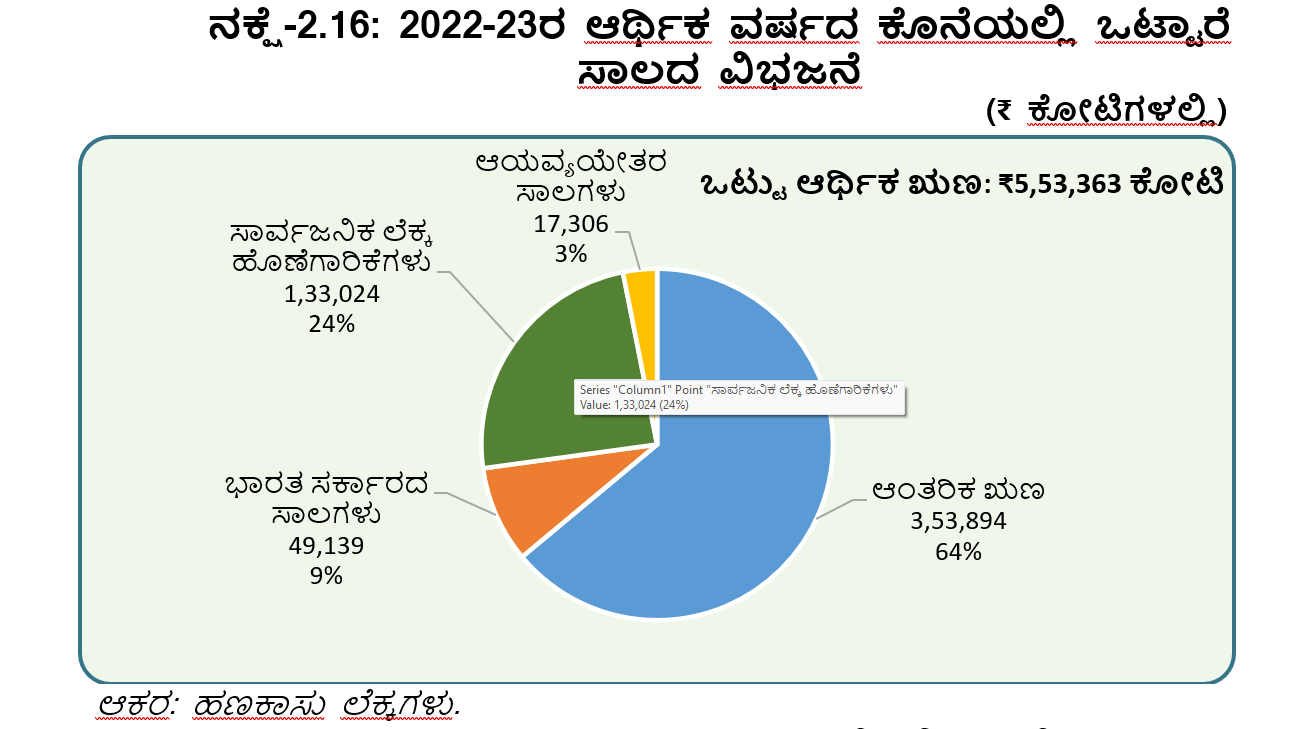 ನಕ್ಷೆ-2.16: 2022-23ರ ಆರ್ಥಿಕ ವರ್ಷದ ಕೊನೆಯಲ್ಲಿ ಒಟ್ಟಾರೆ
ಸಾಲದ ವಿಭಜನೆ
(₹ ಕೋಟಿಗಳಲ್ಲಿ)
ಆಯವ್ಯಯೇತರ
ಸಾಲಗಳು
17,306
3%
ಒಟ್ಟು ಆರ್ಥಿಕ ಋಣ: ₹5,53,363 ಕೋಟಿ
ಸಾರ್ವಜನಿಕ ಲೆಕ್ಕ
ಹೊಣೆಗಾರಿಕೆಗಳು
1,33,024
24%
Series "Column1" Point "ಸಾರ್ವಜನಿಕ ಲೆಕ್ಕ ಹೊಣೆಗಾರಿಕೆಗಳು"
Value: 1,33,024 (24%)
ಭಾರತ ಸರ್ಕಾರದ
ಸಾಲಗಳು
49,139
9%
ಆಂತರಿಕ ಋಣ
3,53,894
64%
ಆಕರ: ಹಣಕಾಸು ಲೆಕ್ಕಗಳು.